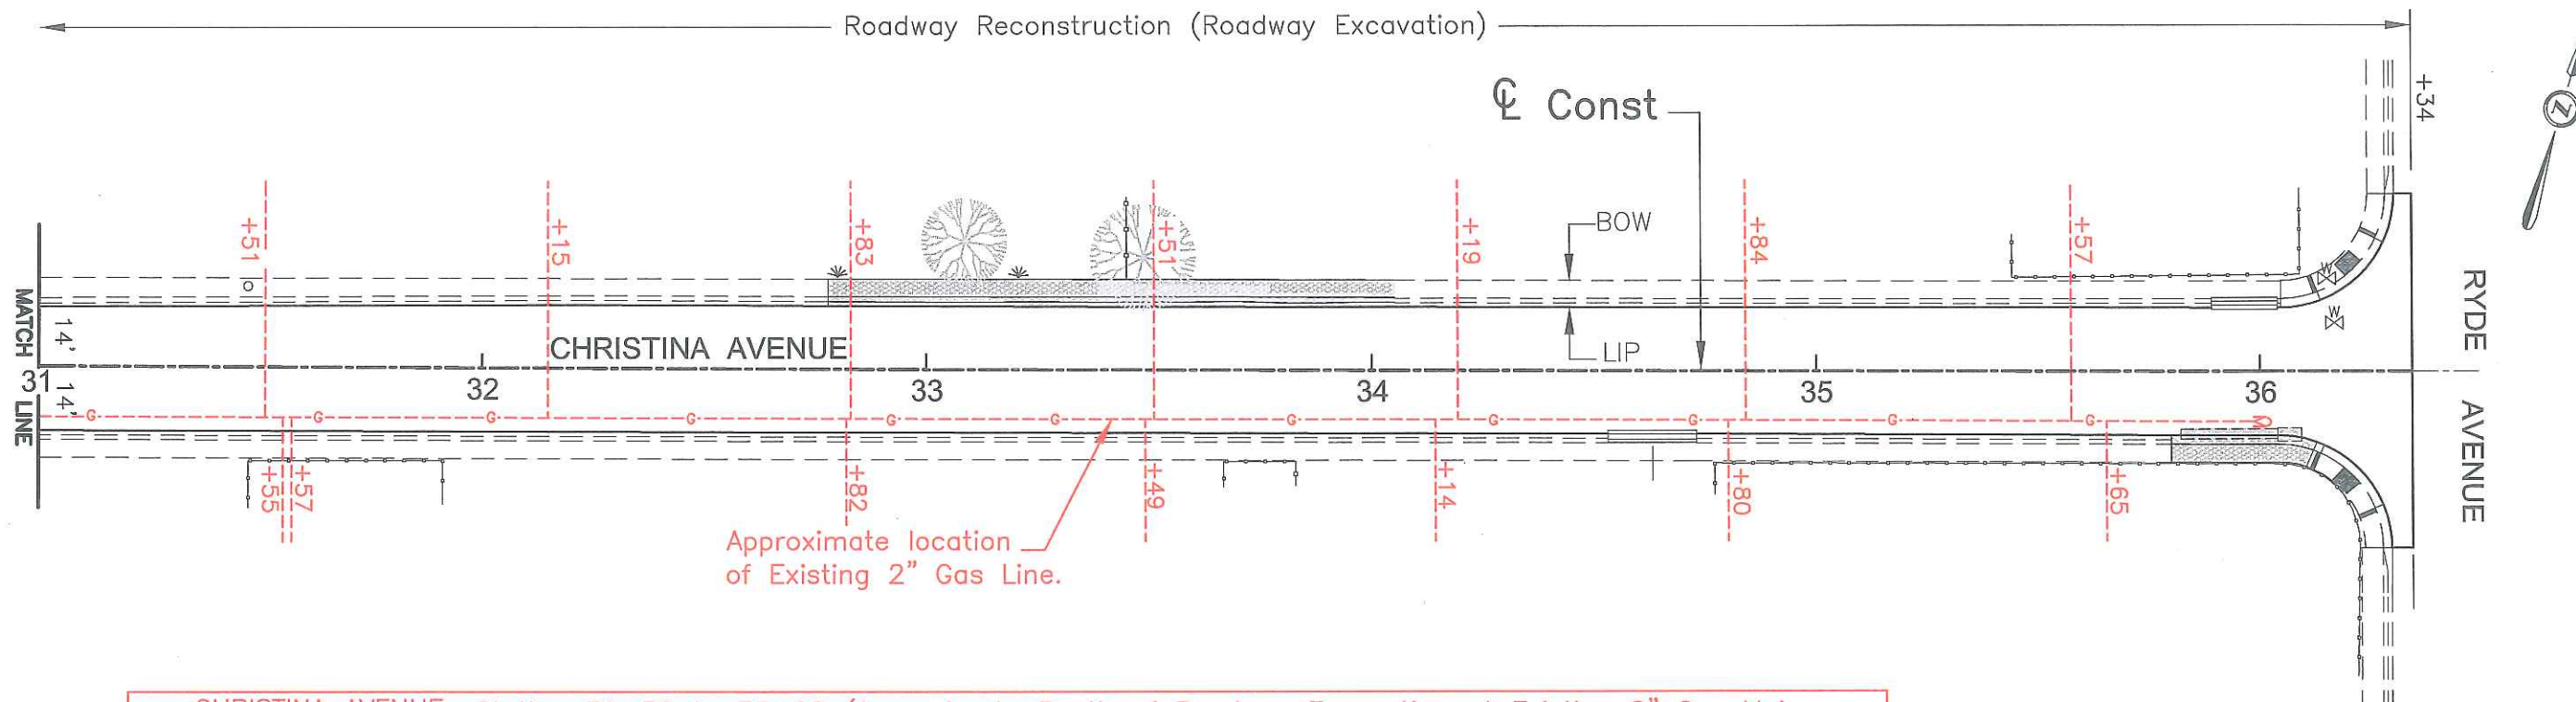 Roadway Reconstruction (Roadway Excavation)
+34
℄ Const
+51
+15
+83
+51
+19
BOW
+84
+57
W
W
N
RYDE AVENUE
MATCH LINE
14'
14'
CHRISTINA AVENUE
LIP
31
32
33
34
35
36
G G G G G G G G G G G
+55
+57
+82
+49
+14
+80
+65
Approximate location
of Existing 2" Gas Line.